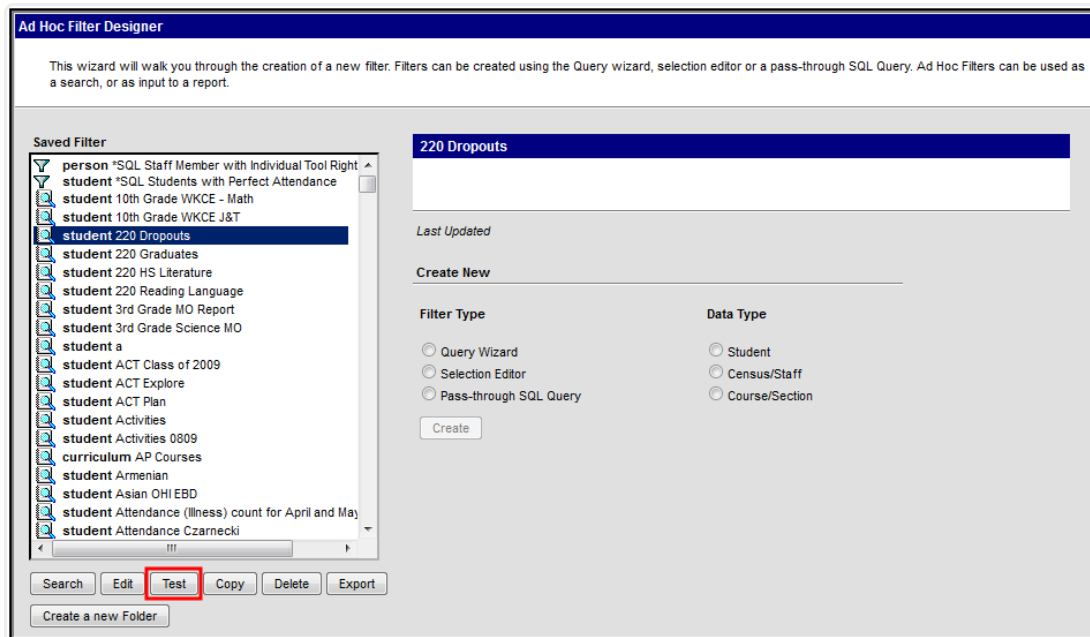 Ad Hoc Filter Designer
This wizard will walk you through the creation of a new filter. Filters can be created using the Query wizard, selection editor or a pass-through SQL Query. Ad Hoc Filters can be used as
a search, or as input to a report.
Saved Filter
person *SQL Staff Member with Individual Tool Right
student *SQL Students with Perfect Attendance
student 10th Grade WKCE - Math
student 10th Grade WKCE J&T
student 220 Dropouts
student 220 Graduates
student 220 HS Literature
student 220 Reading Language
student 3rd Grade MO Report
student 3rd Grade Science MO
student a
student ACT Class of 2009
student ACT Explore
student ACT Plan
student Activities
student Activities 0809
curriculum AP Courses
student Armenian
student Asian OHI EBD
student Attendance (Illness) count for April and May
student Attendance Czarnecki
Search Edit Test Copy Delete Export
Create a new Folder
220 Dropouts
Last Updated
Create New
Filter Type Data Type
Query Wizard Student
Selection Editor Census/Staff
Pass-through SQL Query Course/Section
Create